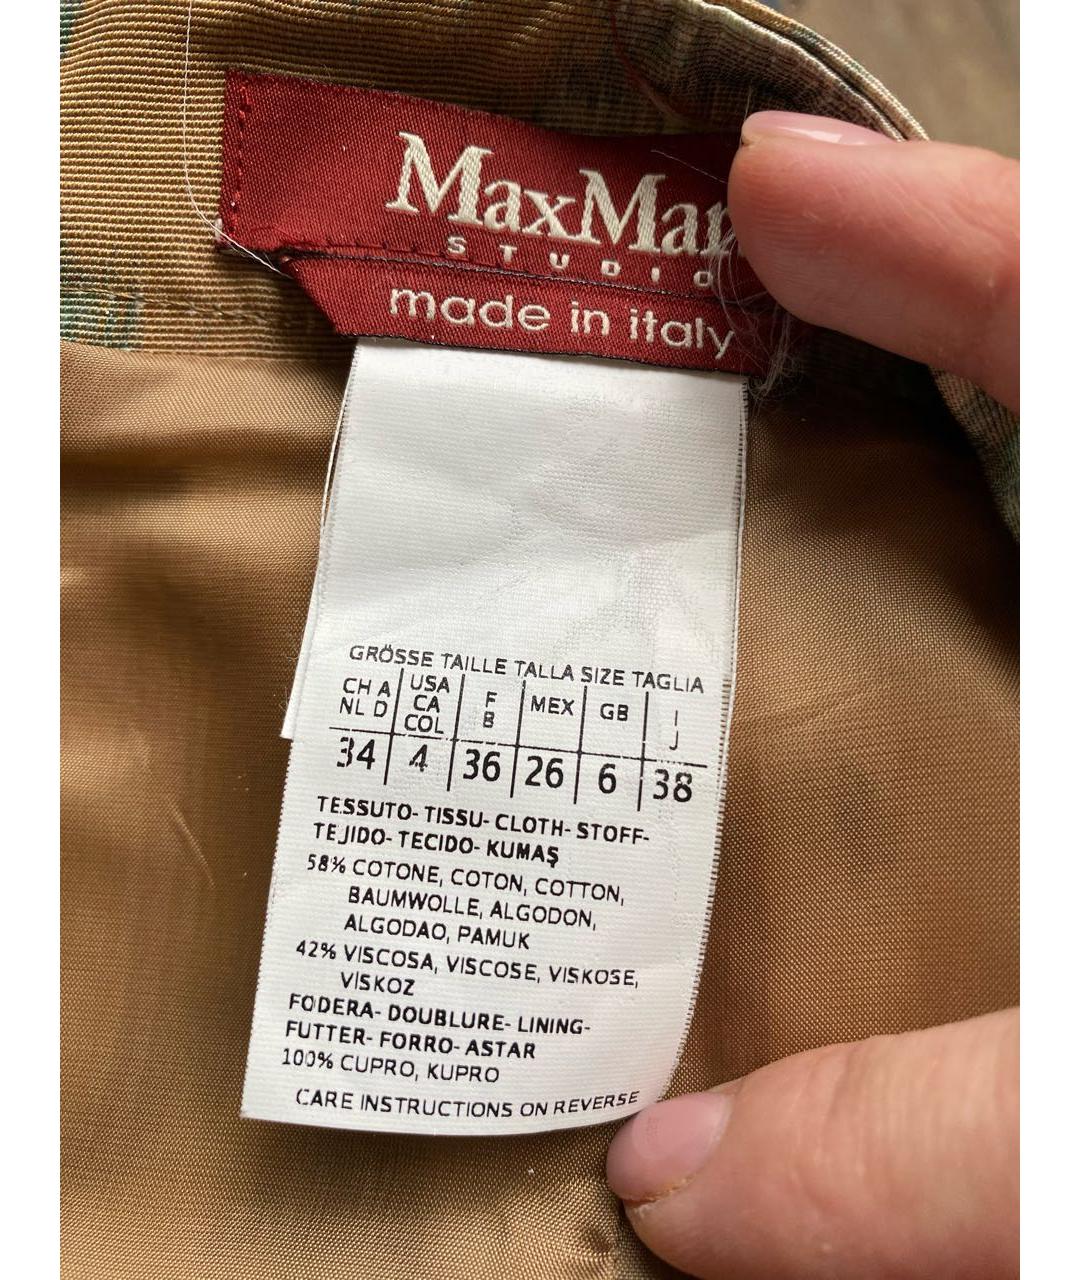 MaxMar
STUDIO
made in italy
GRÖSSE TAILLE TALLA SIZE TAGLIA
CH A NL D | USA CA COL | F B | MEX | GB | I J
34 | 4 | 36 | 26 | 6 | 38
TESSUTO- TISSU- CLOTH- STOFF-
TEJIDO- TECIDO- KUMAŞ
58% COTONE, COTON, COTTON,
BAUMWOLLE, ALGODON,
ALGODAO, PAMUK
42% VISCOSA, VISCOSE, VISKOSE,
VISKOZ
FODERA- DOUBLURE- LINING-
FUTTER- FORRO- ASTAR
100% CUPRO, KUPRO
CARE INSTRUCTIONS ON REVERSE